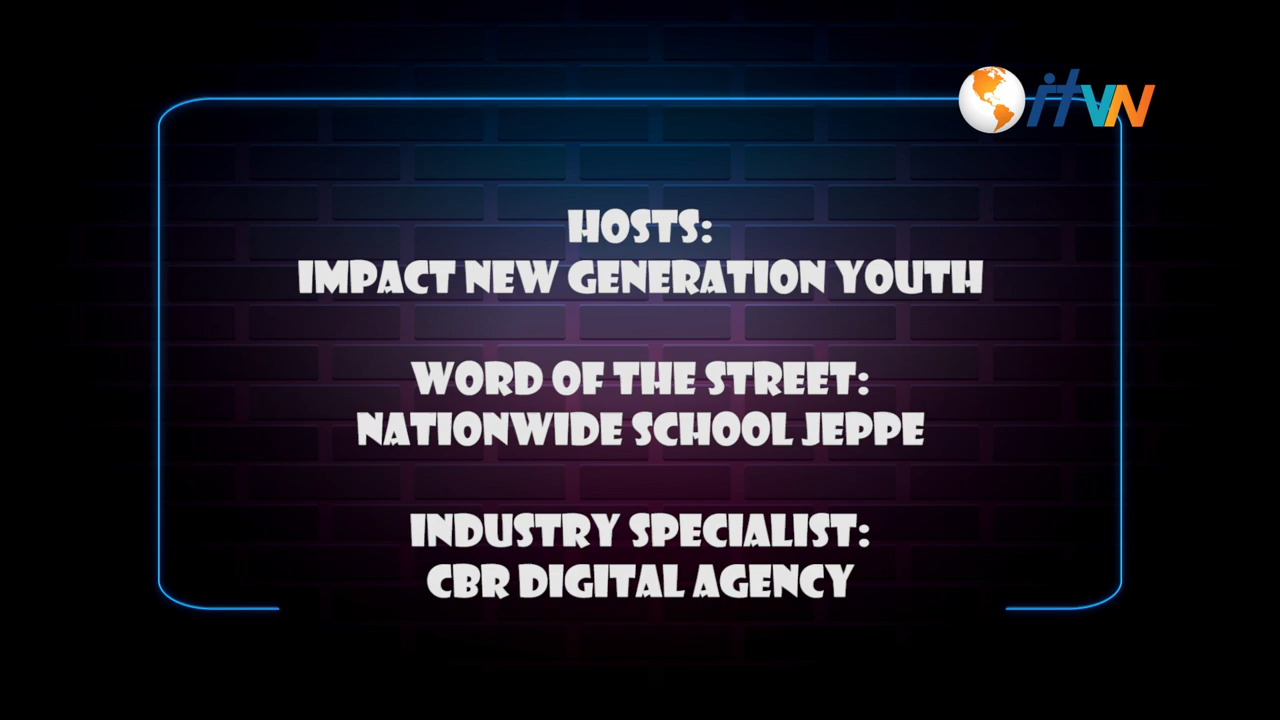 itVN
HOSTS:
IMPACT NEW GENERATION YOUTH
WORD OF THE STREET:
NATIONWIDE SCHOOL JEPPE
INDUSTRY SPECIALIST:
CBR DIGITAL AGENCY